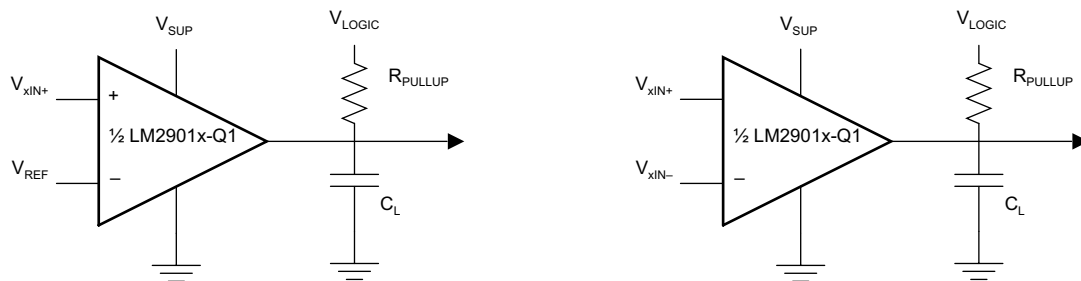 V_SUP
V_LOGIC
R_PULLUP
V_xIN+
+
½ LM2901x-Q1
V_REF
–
C_L
V_SUP
V_LOGIC
R_PULLUP
V_xIN+
½ LM2901x-Q1
V_xIN–
–
C_L